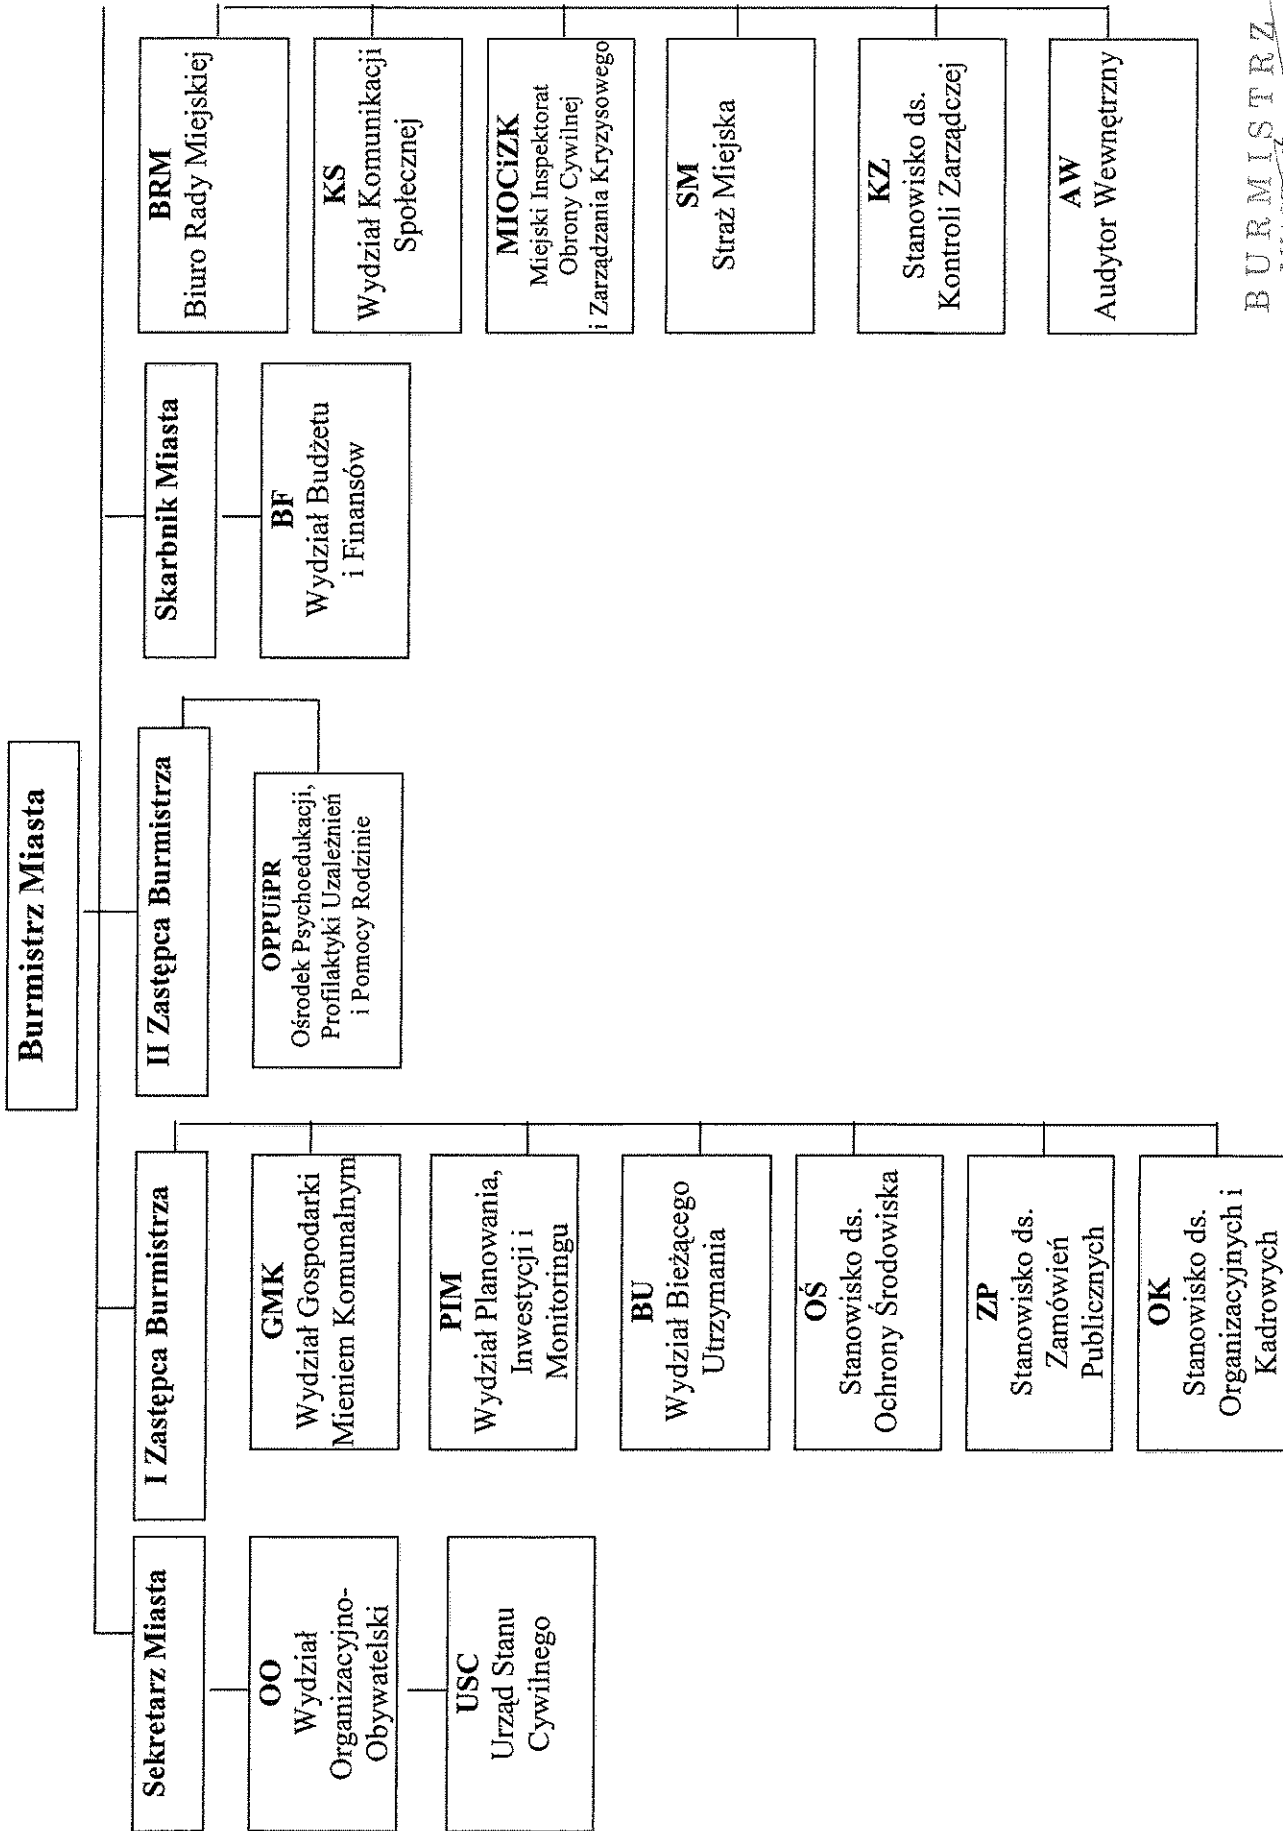 Burmistrz Miasta
Sekretarz Miasta
OO
Wydział
Organizacyjno-
Obywatelski
USC
Urząd Stanu
Cywilnego
I Zastępca Burmistrza
GMK
Wydział Gospodarki
Mieniem Komunalnym
PIM
Wydział Planowania,
Inwestycji i
Monitoringu
BU
Wydział Bieżącego
Utrzymania
OŚ
Stanowisko ds.
Ochrony Środowiska
ZP
Stanowisko ds.
Zamówień
Publicznych
OK
Stanowisko ds.
Organizacyjnych i
Kadrowych
II Zastępca Burmistrza
OPPUiPR
Ośrodek Psychoedukacji,
Profilaktyki Uzależnień
i Pomocy Rodzinie
Skarbnik Miasta
BF
Wydział Budżetu
i Finansów
BRM
Biuro Rady Miejskiej
KS
Wydział Komunikacji
Społecznej
MIOCiZK
Miejski Inspektorat
Obrony Cywilnej
i Zarządzania Kryzysowego
SM
Straż Miejska
KZ
Stanowisko ds.
Kontroli Zarządczej
AW
Audytor Wewnętrzny
BURMISTRZ